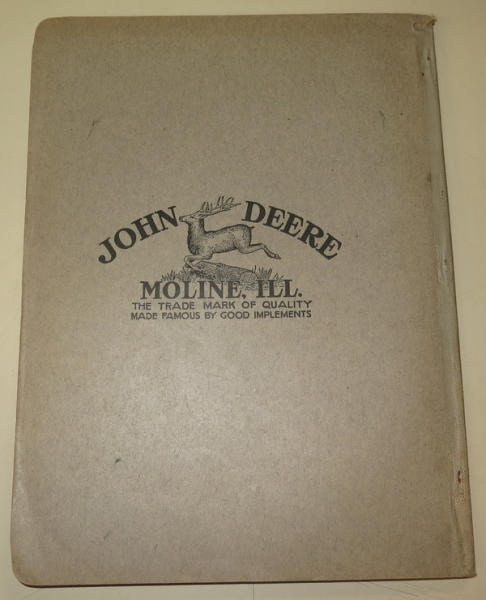 JOHN DEERE
MOLINE, ILL.
THE TRADE MARK OF QUALITY
MADE FAMOUS BY GOOD IMPLEMENTS